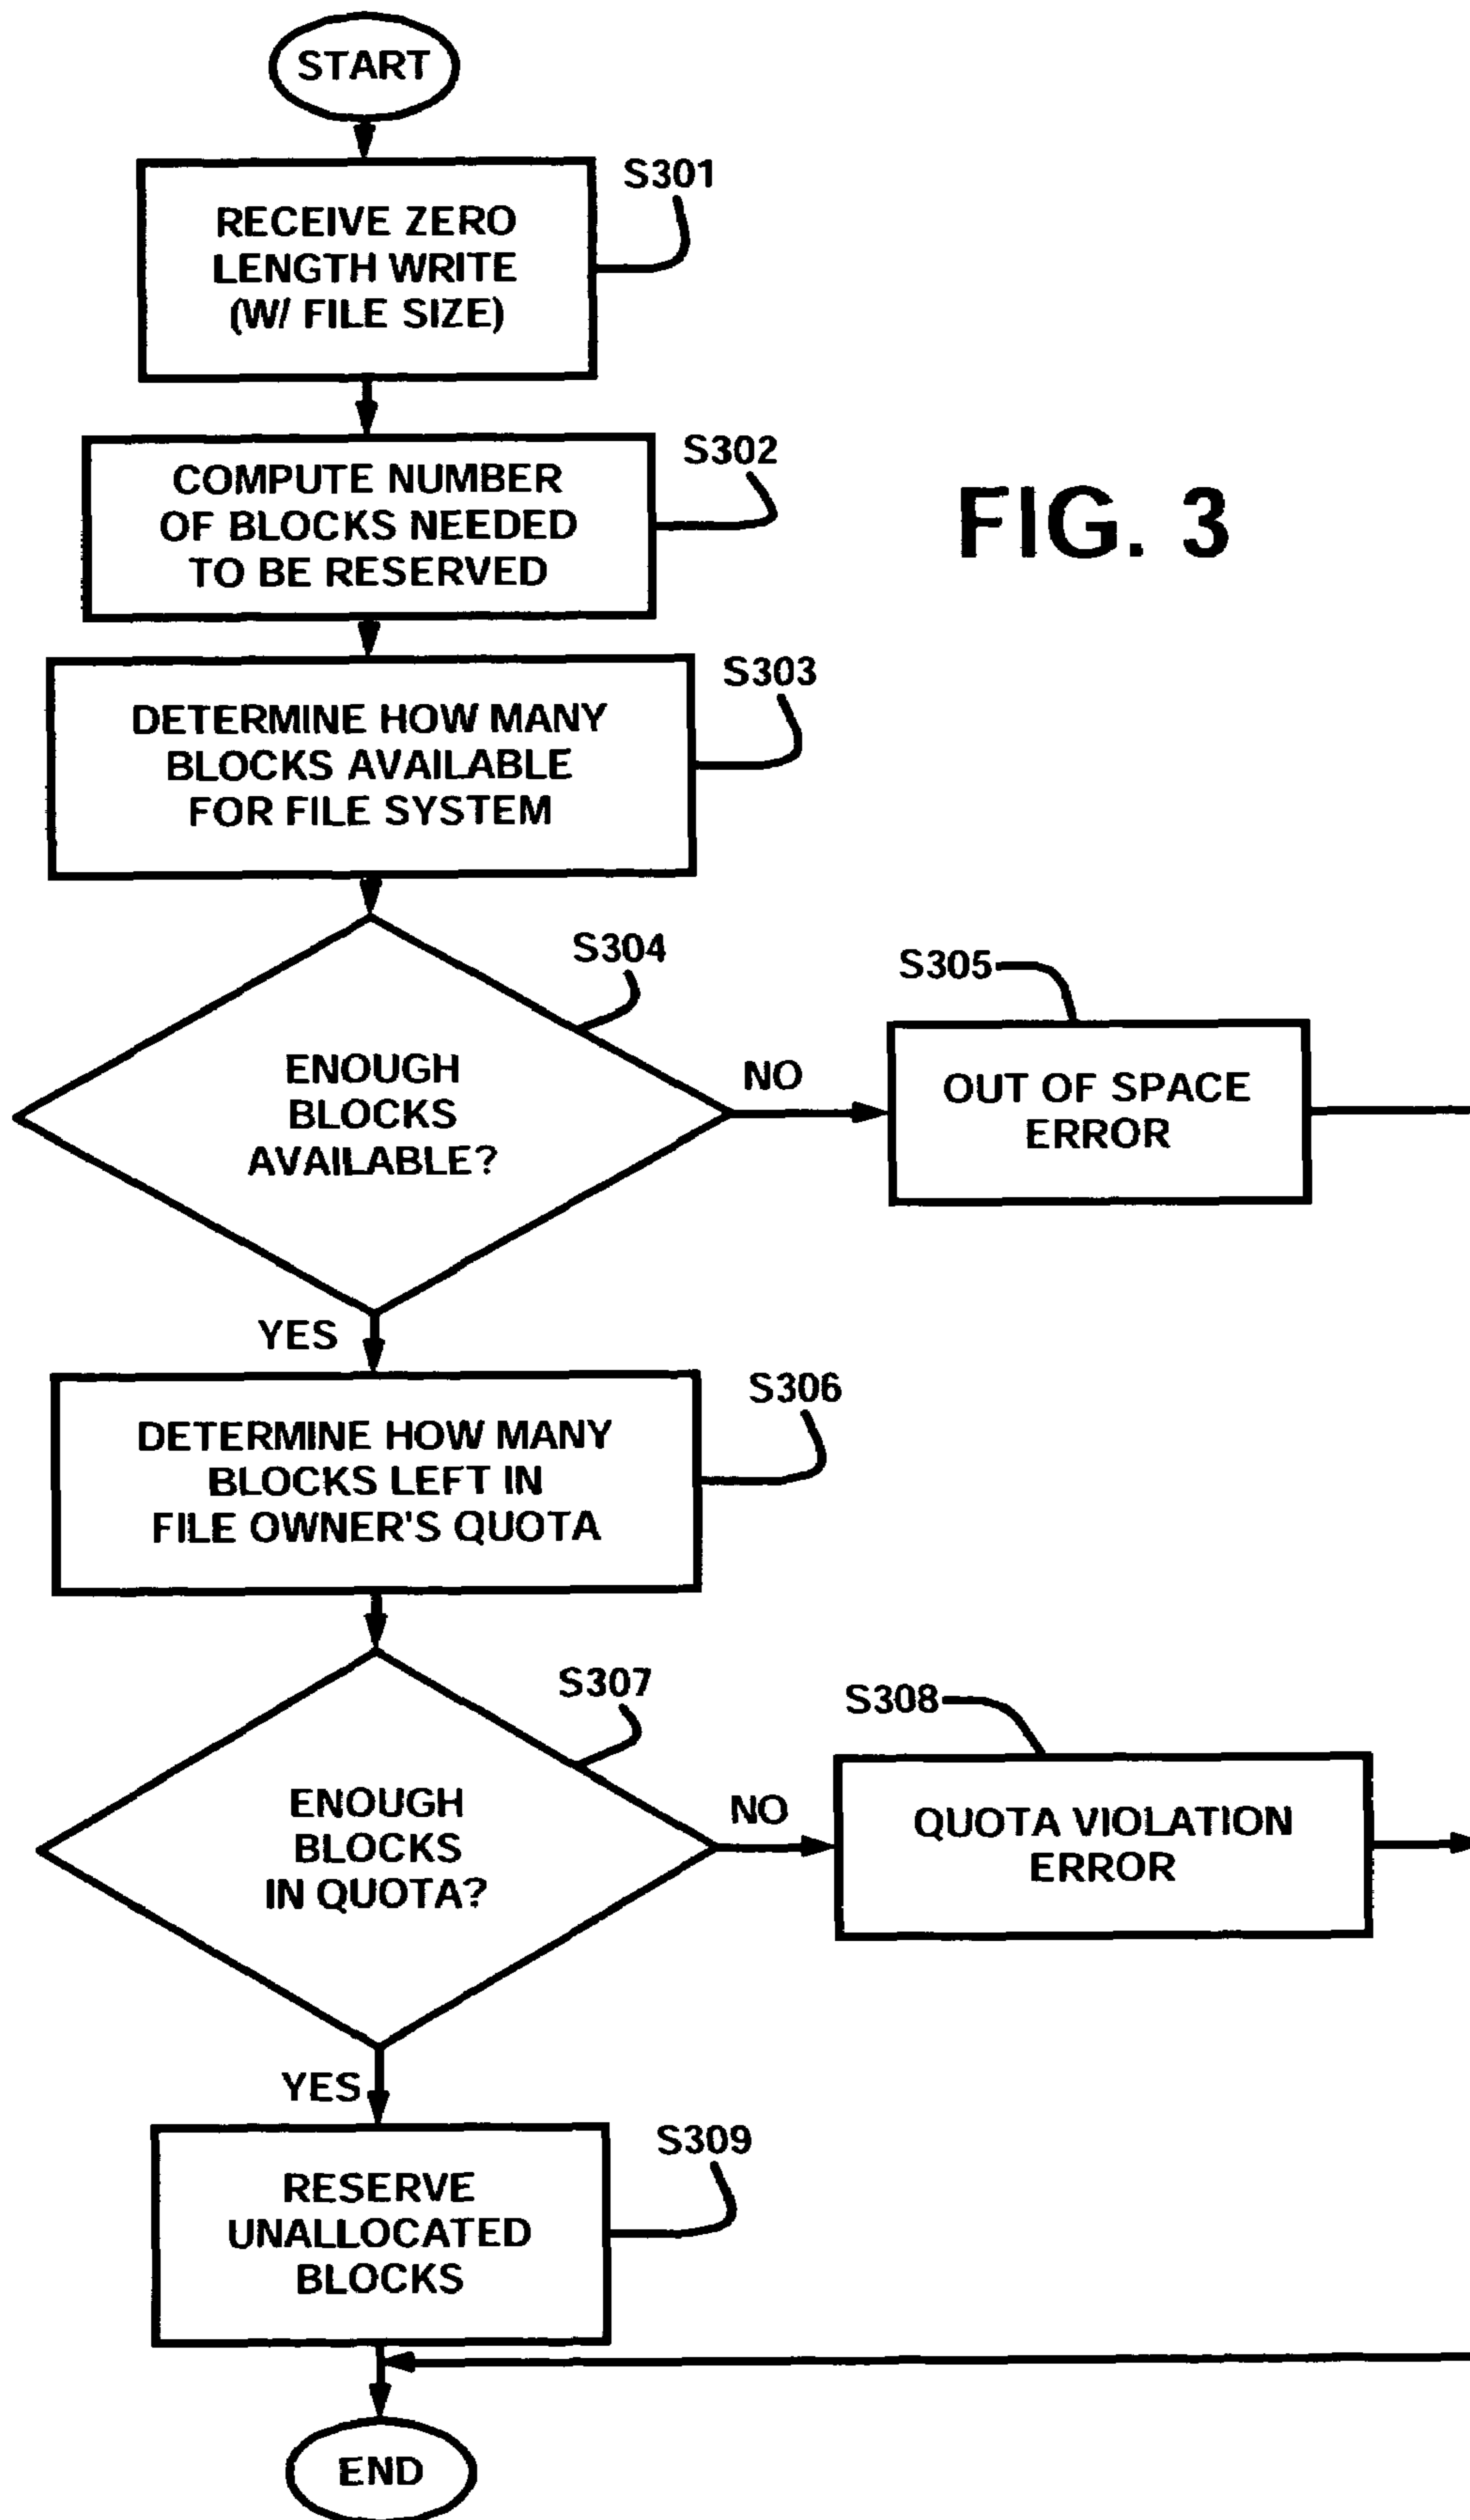 START
S301
RECEIVE ZERO
LENGTH WRITE
(W/ FILE SIZE)
S302
COMPUTE NUMBER
OF BLOCKS NEEDED
TO BE RESERVED
FIG. 3
S303
DETERMINE HOW MANY
BLOCKS AVAILABLE
FOR FILE SYSTEM
S304
ENOUGH
BLOCKS
AVAILABLE?
NO
S305
OUT OF SPACE
ERROR
YES
S306
DETERMINE HOW MANY
BLOCKS LEFT IN
FILE OWNER'S QUOTA
S307
ENOUGH
BLOCKS
IN QUOTA?
NO
S308
QUOTA VIOLATION
ERROR
YES
S309
RESERVE
UNALLOCATED
BLOCKS
END